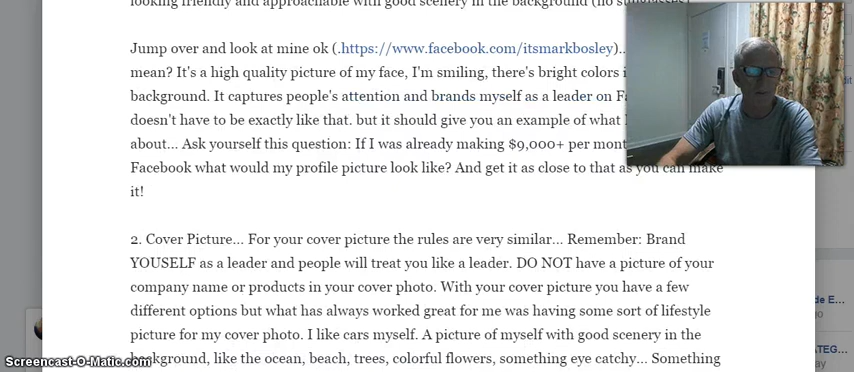 looking friendly and approachable with good scenery in the background (no sunglasses)
Jump over and look at mine ok (.https://www.facebook.com/itsmarkbosley)..
mean? It's a high quality picture of my face, I'm smiling, there's bright colors
background. It captures people's attention and brands myself as a leader on
doesn't have to be exactly like that. but it should give you an example of what
about... Ask yourself this question: If I was already making $9,000+ per
Facebook what would my profile picture look like? And get it as close to that as you can make
it!
2. Cover Picture... For your cover picture the rules are very similar... Remember: Brand
YOUSELF as a leader and people will treat you like a leader. DO NOT have a picture of your
company name or products in your cover photo. With your cover picture you have a few
different options but what has always worked great for me was having some sort of lifestyle
picture for my cover photo. I like cars myself. A picture of myself with good scenery in the
background, like the ocean, beach, trees, colorful flowers, something eye catchy... Something
Screencast-O-Matic.com